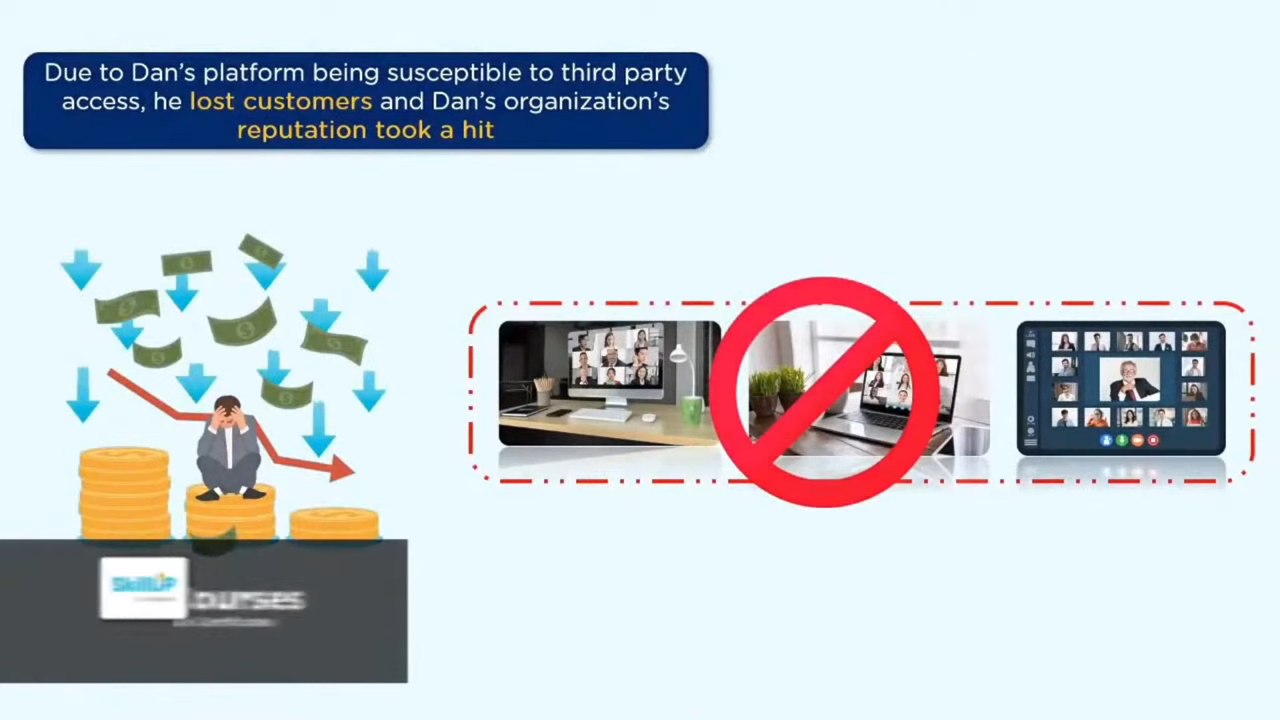 Due to Dan's platform being susceptible to third party
access, he lost customers and Dan's organization's
reputation took a hit
SkillUP